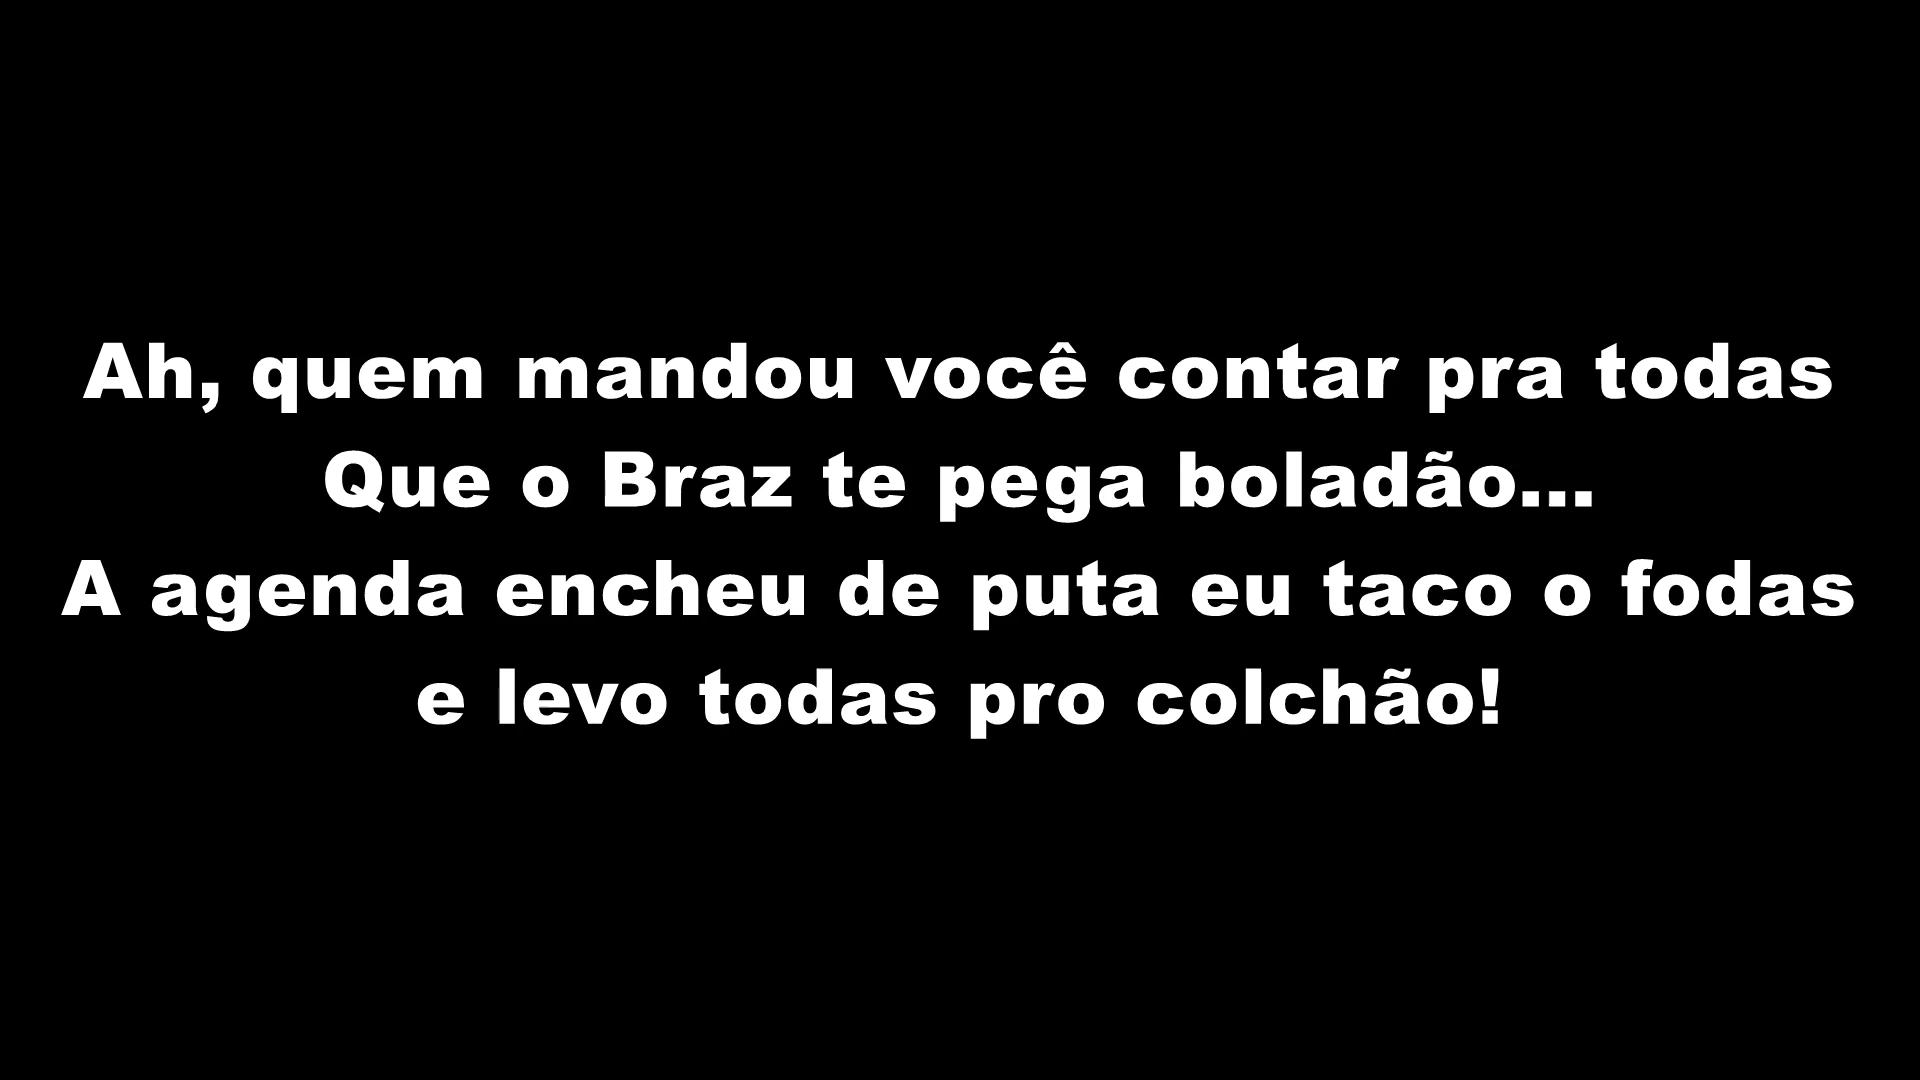 Ah, quem mandou você contar pra todas
Que o Braz te pega boladão...
A agenda encheu de puta eu taco o fodas
e levo todas pro colchão!